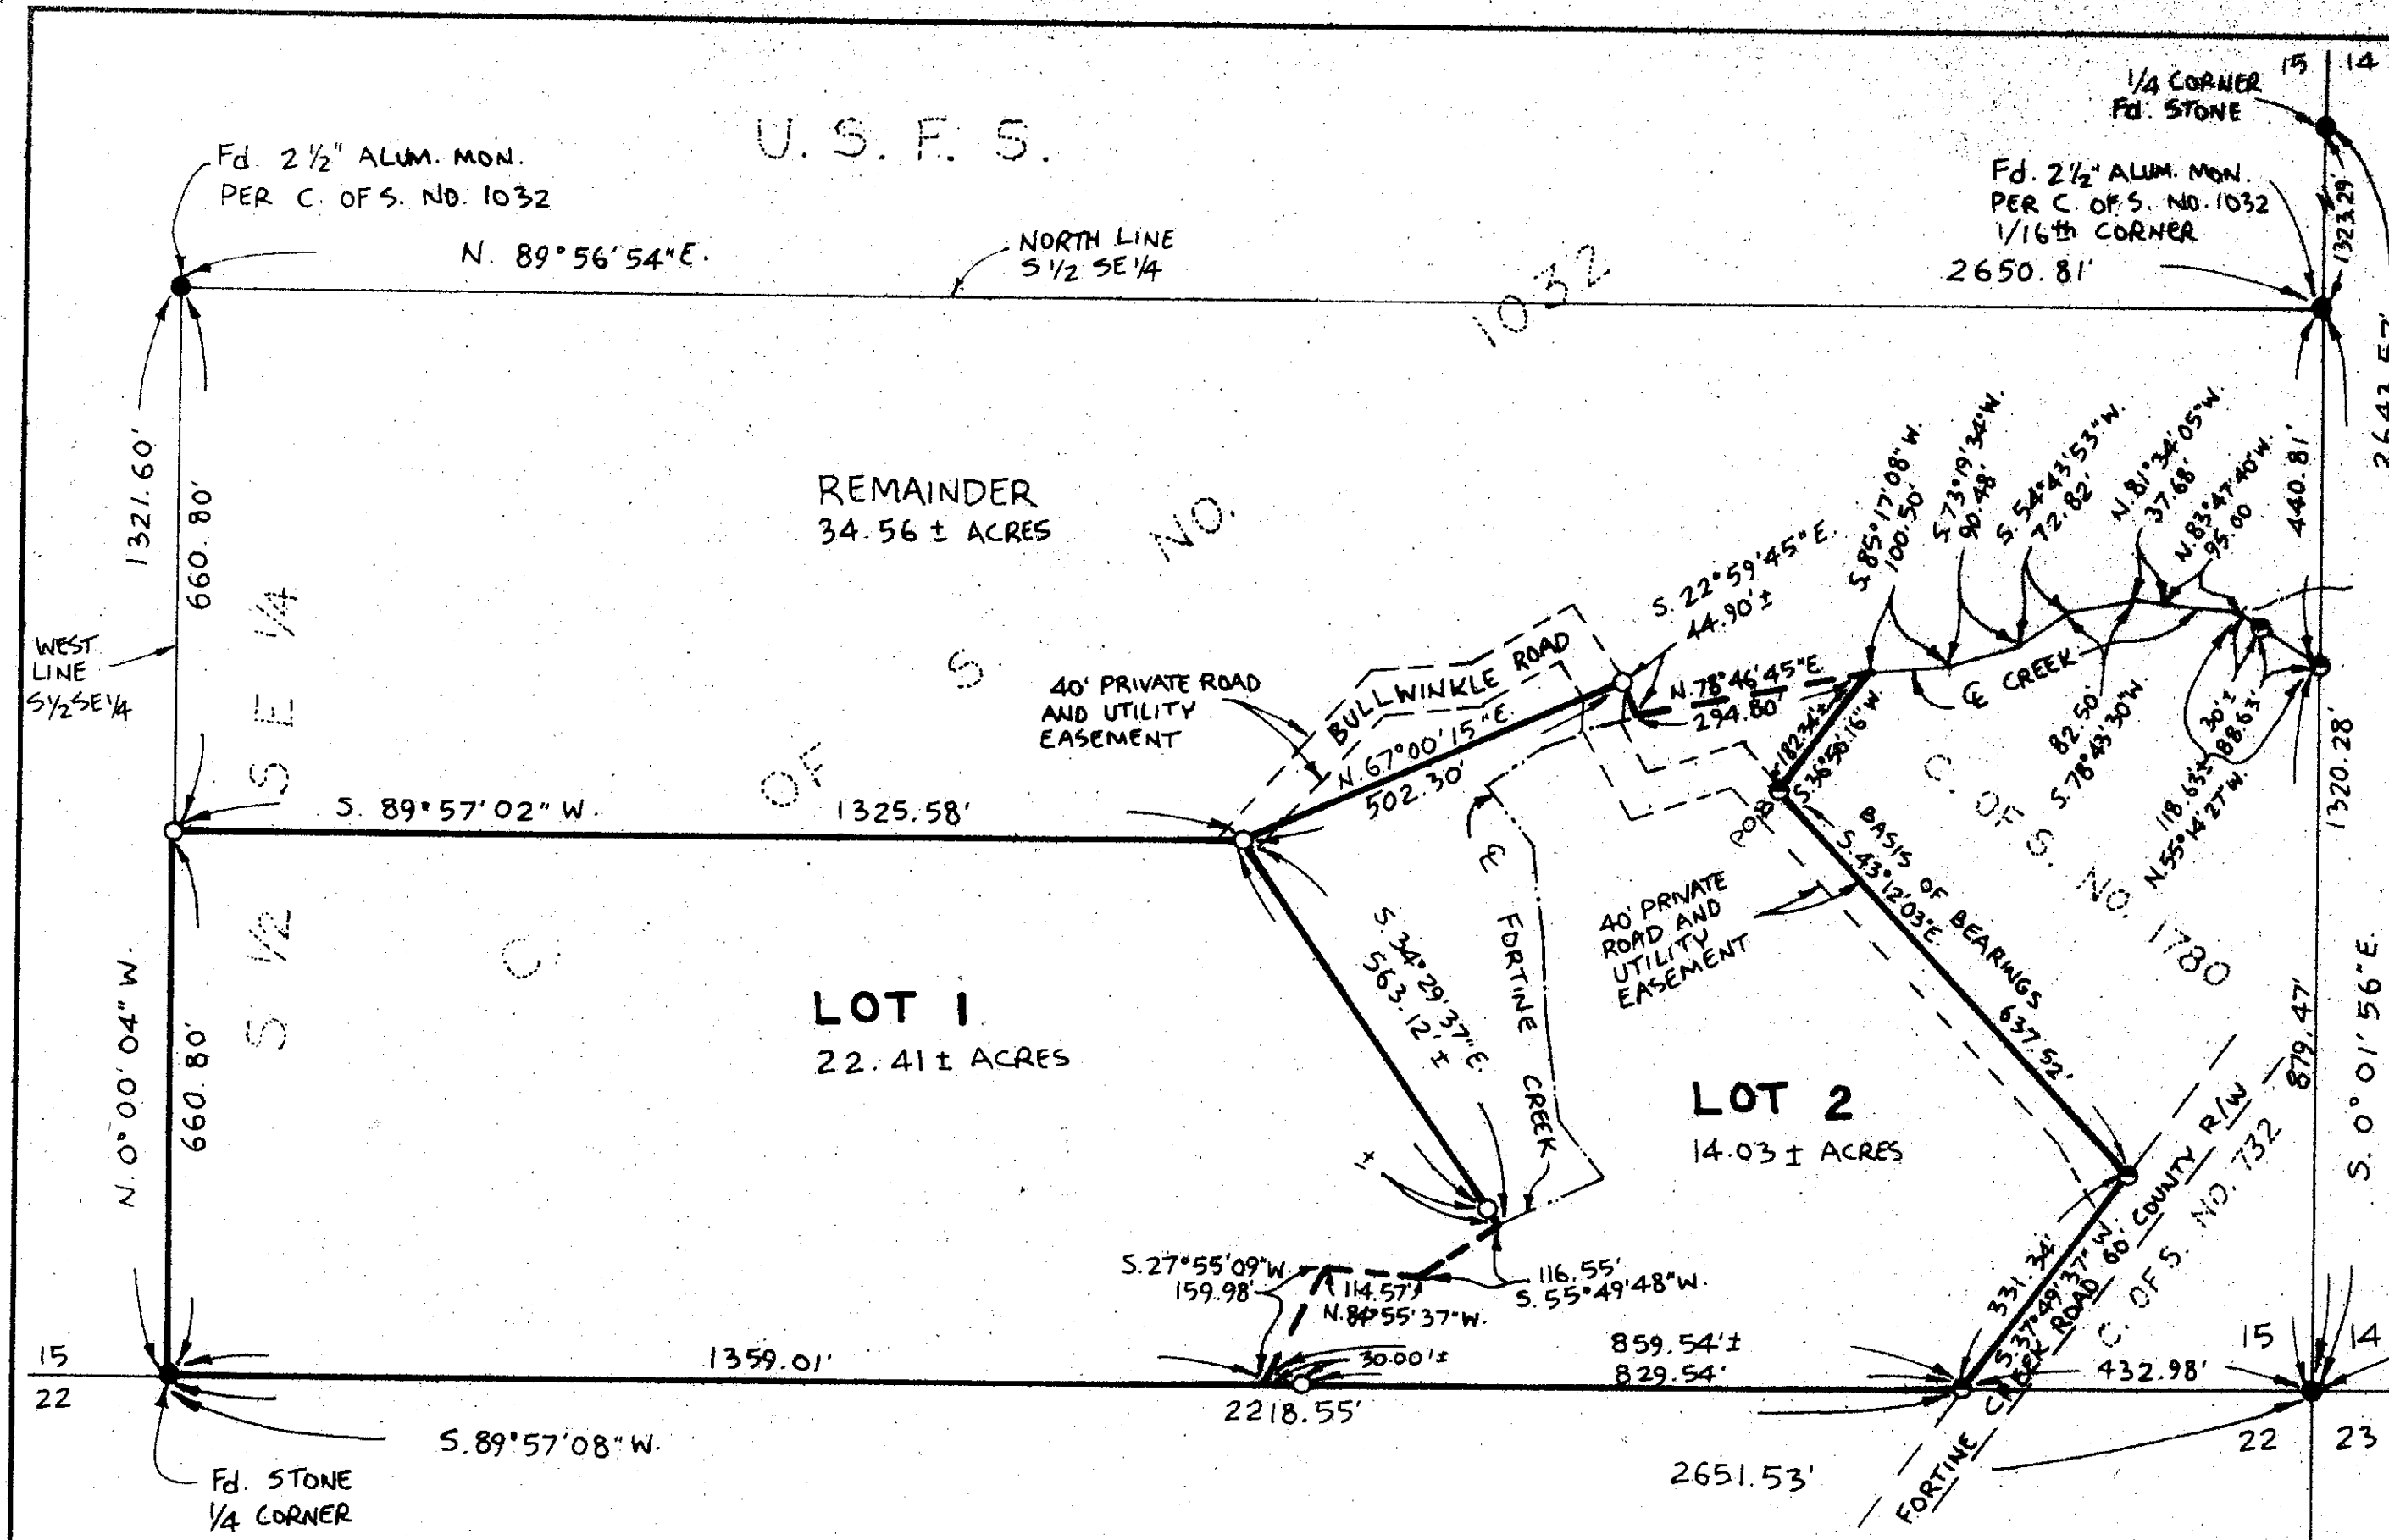 U. S. F. S.
15 14
1/4 CORNER
Fd. STONE
Fd. 2 1/2" ALUM. MON.
PER C. OF S. NO. 1032
Fd. 2 1/2" ALUM. MON.
PER C. OF S. NO. 1032
1/16th CORNER
1323.29'
N. 89°56'54"E.
NORTH LINE
S 1/2 SE 1/4
2650.81'
1321.60'
660.80'
WEST
LINE
S 1/2 SE 1/4
REMAINDER
34.56 ± ACRES
S 1/2 SE 1/4
C. OF S. NO. 1032
S. 22°59'45"E.
44.90'±
S. 85°17'08"W.
100.50'
S. 73°19'34"W.
90.48'
S. 54°43'53"W.
72.82'
N. 81°34'05"W.
37.68'
N. 83°47'40"W.
95.00
440.81'
40' PRIVATE ROAD
AND UTILITY
EASEMENT
BULLWINKLE ROAD
N. 67°00'15"E.
502.30'
N. 78°46'45"E
294.80'
℄ CREEK
182.34'±
S. 36°50'16"W.
82.50'
S. 78°43'30"W.
30'±
88.63'
118.63'±
N. 55°14'27"W.
1320.28'
S. 89°57'02"W.
1325.58'
P.O.B.
BASIS OF BEARINGS
S. 43°12'03"E.
637.52'
C. OF S. NO. 1780
℄ FORTINE CREEK
40' PRIVATE
ROAD AND
UTILITY
EASEMENT
S. 34°29'37"E.
563.12'±
LOT 1
22.41 ± ACRES
LOT 2
14.03 ± ACRES
N. 0°00'04"W.
660.80'
879.47'
S. 0°01'56"E.
±
S. 27°55'09"W.
159.98'
114.57'
116.55'
S. 55°49'48"W.
331.34'
S. 37°49'37"W.
FORTINE CREEK ROAD 60' COUNTY R/W
C. OF S. NO. 732
15
22
1359.01'
30.00'±
859.54'±
829.54'
432.98'
15 14
22 23
2218.55'
S. 89°57'08"W.
2651.53'
Fd. STONE
1/4 CORNER